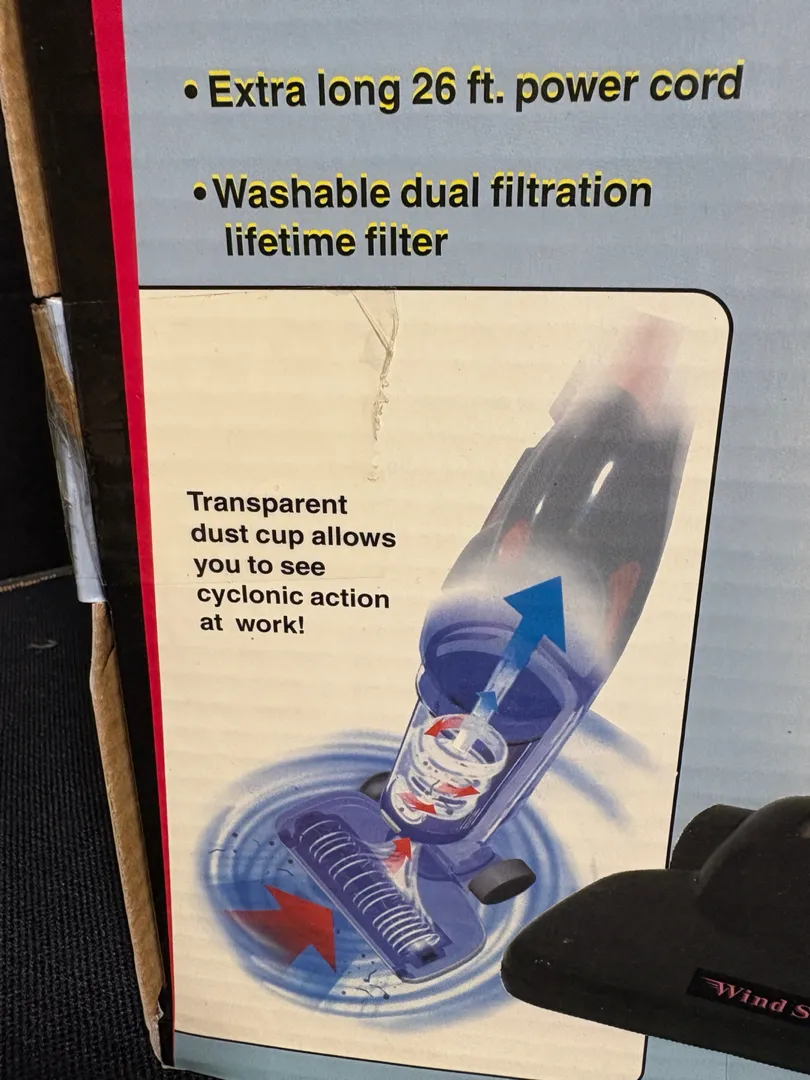 • Extra long 26 ft. power cord
• Washable dual filtration
lifetime filter
Transparent
dust cup allows
you to see
cyclonic action
at work!
Wind S